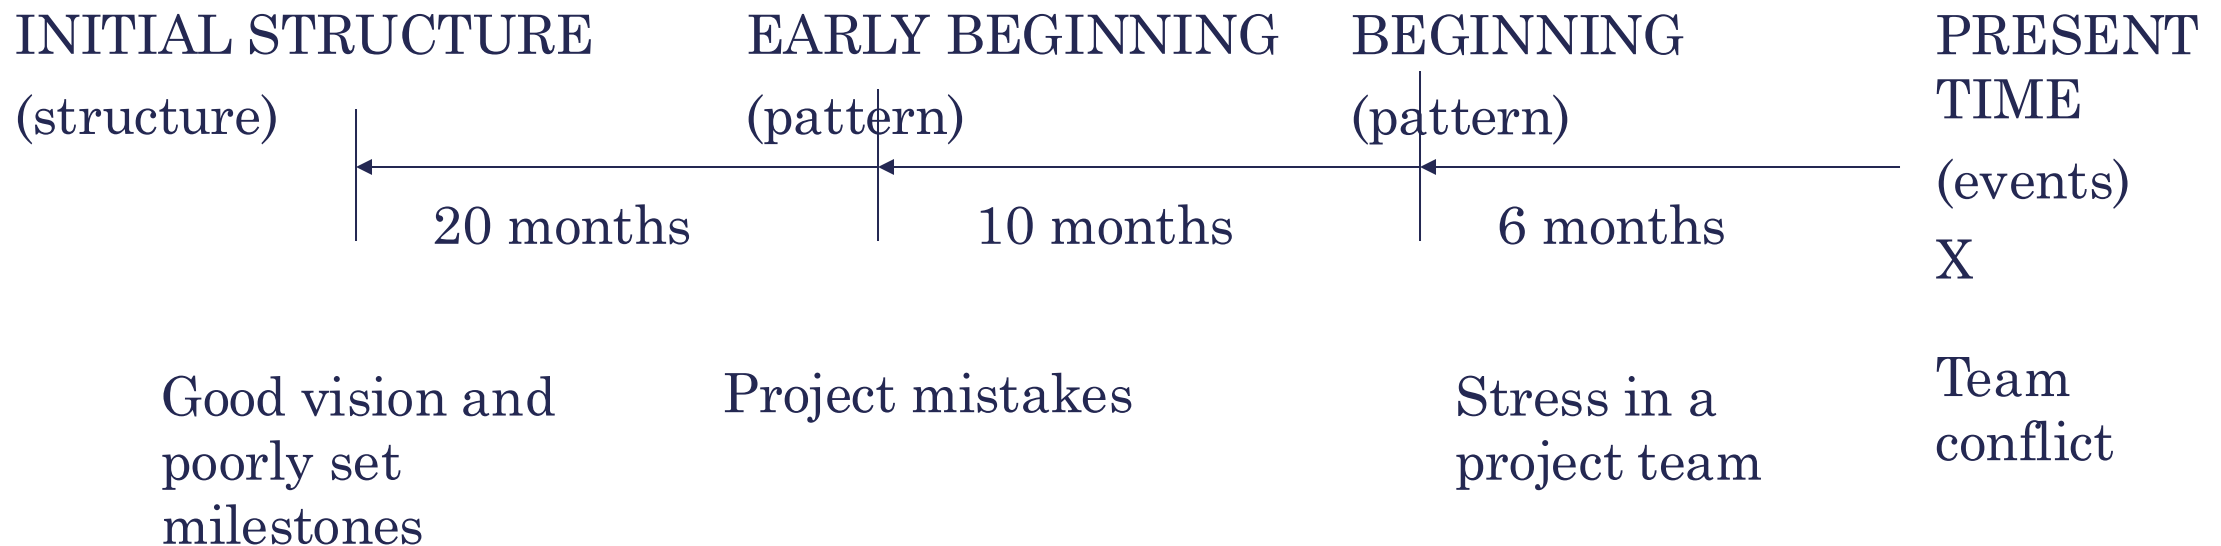 INITIAL STRUCTURE
(structure)
EARLY BEGINNING
(pattern)
BEGINNING
(pattern)
PRESENT
TIME
(events)
X
20 months
10 months
6 months
Good vision and
poorly set
milestones
Project mistakes
Stress in a
project team
Team
conflict